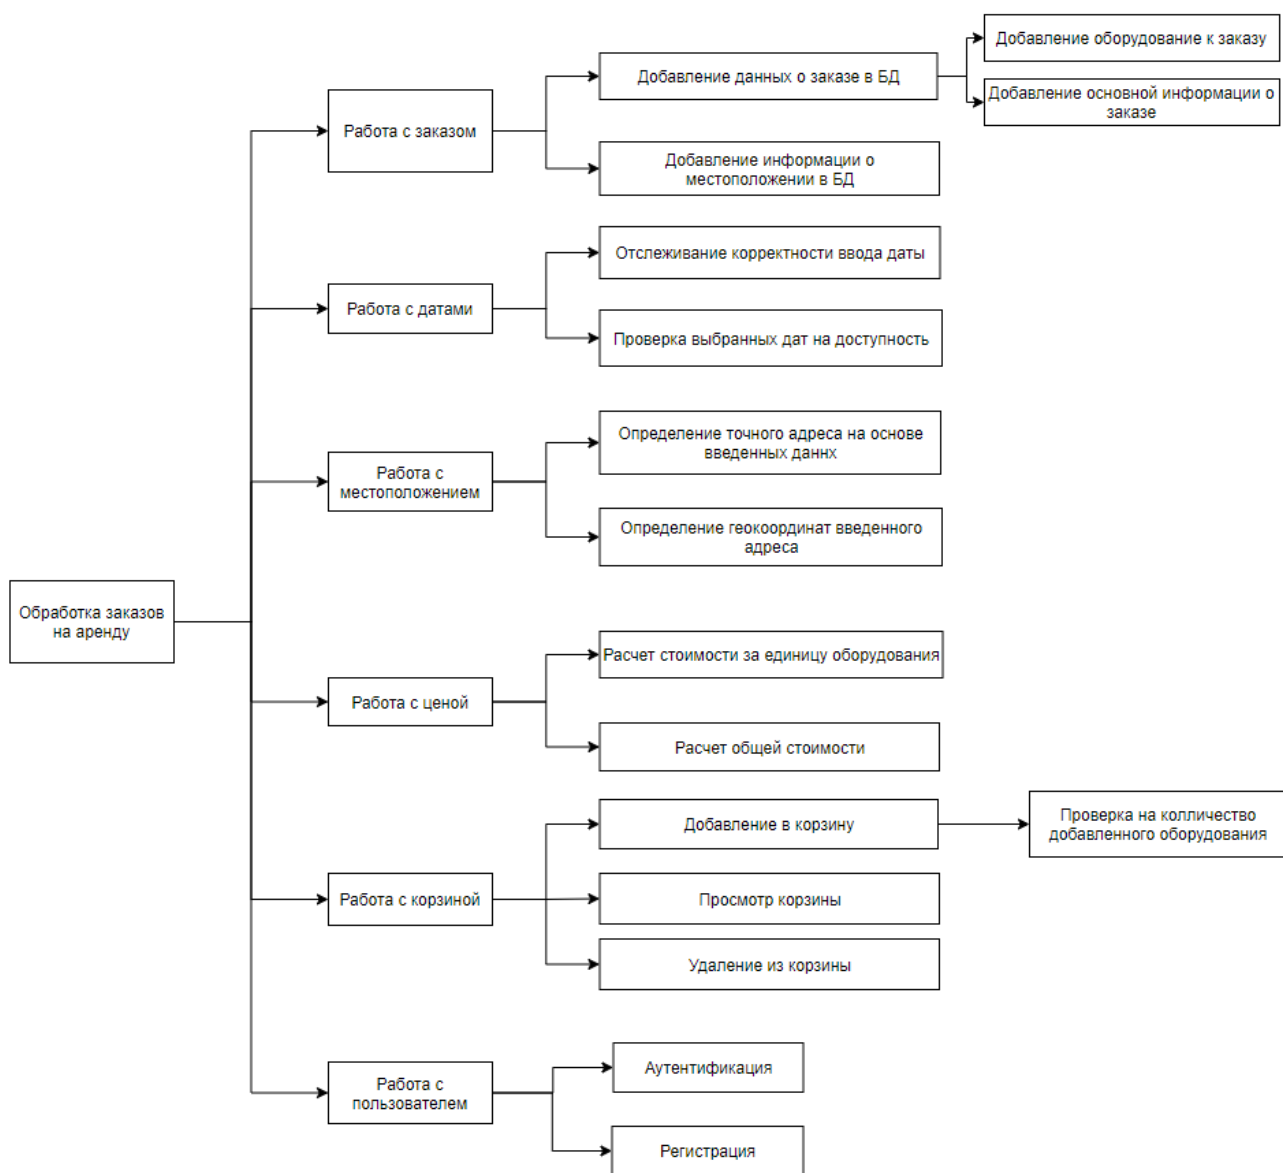 Добавление оборудование к заказу
Добавление данных о заказе в БД
Добавление основной информации о
заказе
Работа с заказом
Добавление информации о
местоположении в БД
Отслеживание корректности ввода даты
Работа с датами
Проверка выбранных дат на доступность
Определение точного адреса на основе
введенных даннх
Работа с
местоположением
Определение геокоординат введенного
адреса
Обработка заказов
на аренду
Расчет стоимости за единицу оборудования
Работа с ценой
Расчет общей стоимости
Добавление в корзину
Проверка на колличество
добавленного оборудования
Работа с корзиной
Просмотр корзины
Удаление из корзины
Аутентификация
Работа с
пользователем
Регистрация